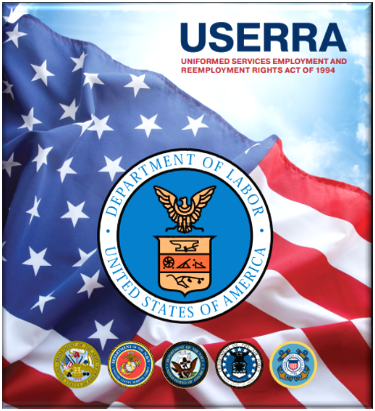 USERRA
UNIFORMED SERVICES EMPLOYMENT AND
REEMPLOYMENT RIGHTS ACT OF 1994
DEPARTMENT OF LABOR
UNITED STATES OF AMERICA